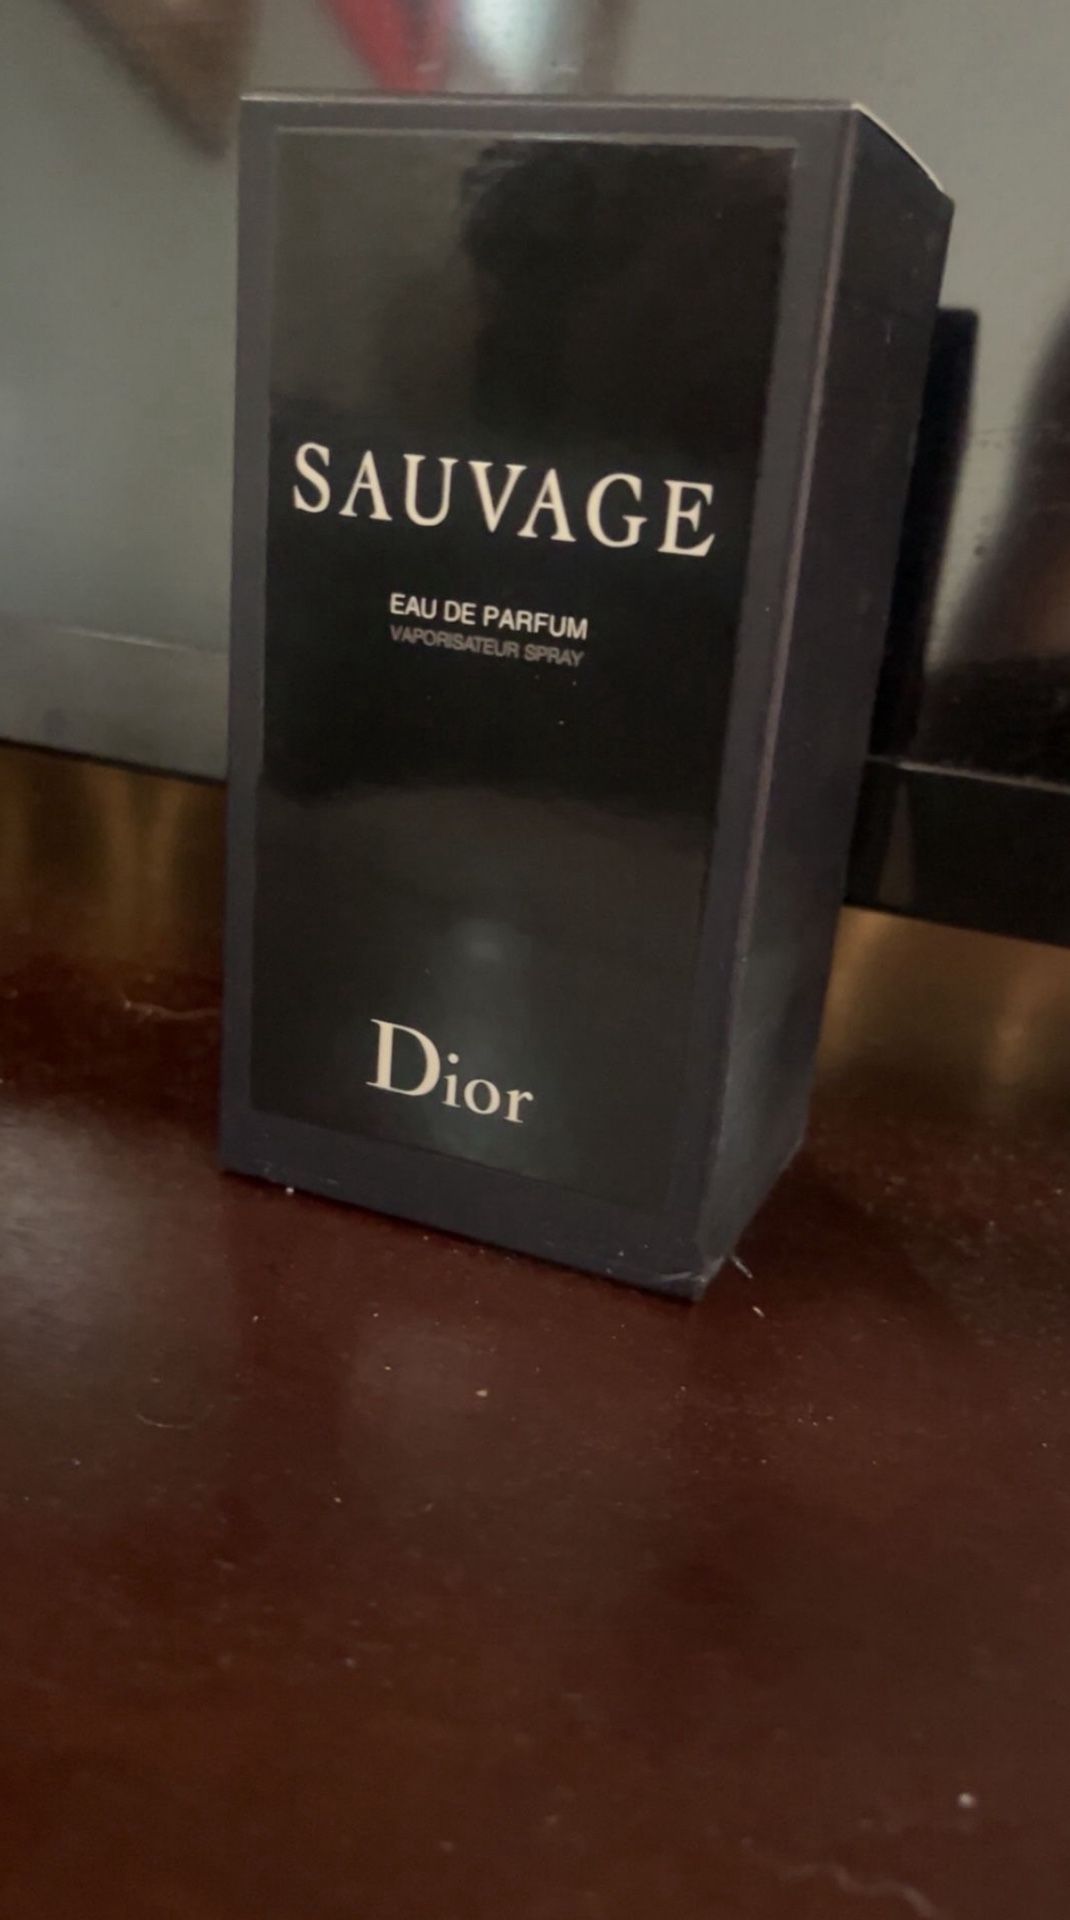 SAUVAGE
EAU DE PARFUM
VAPORISATEUR SPRAY
Dior